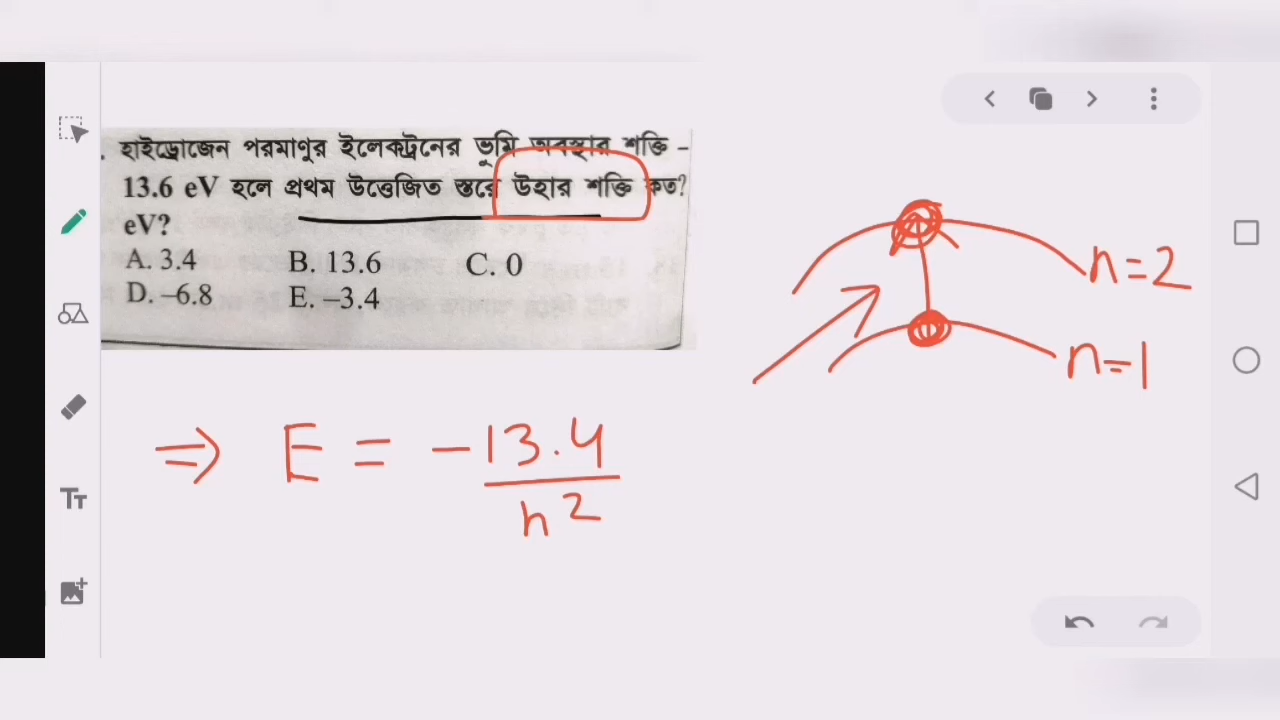 . হাইড্রোজেন পরমাণুর ইলেকট্রনের ভূমি অবস্থার শক্তি –
13.6 eV হলে প্রথম উত্তেজিত স্তরে উহার শক্তি কত?
eV?
A. 3.4 B. 13.6 C. 0
D. –6.8 E. –3.4
n=2
n=1
⇒ E = -13.4
n²
TT